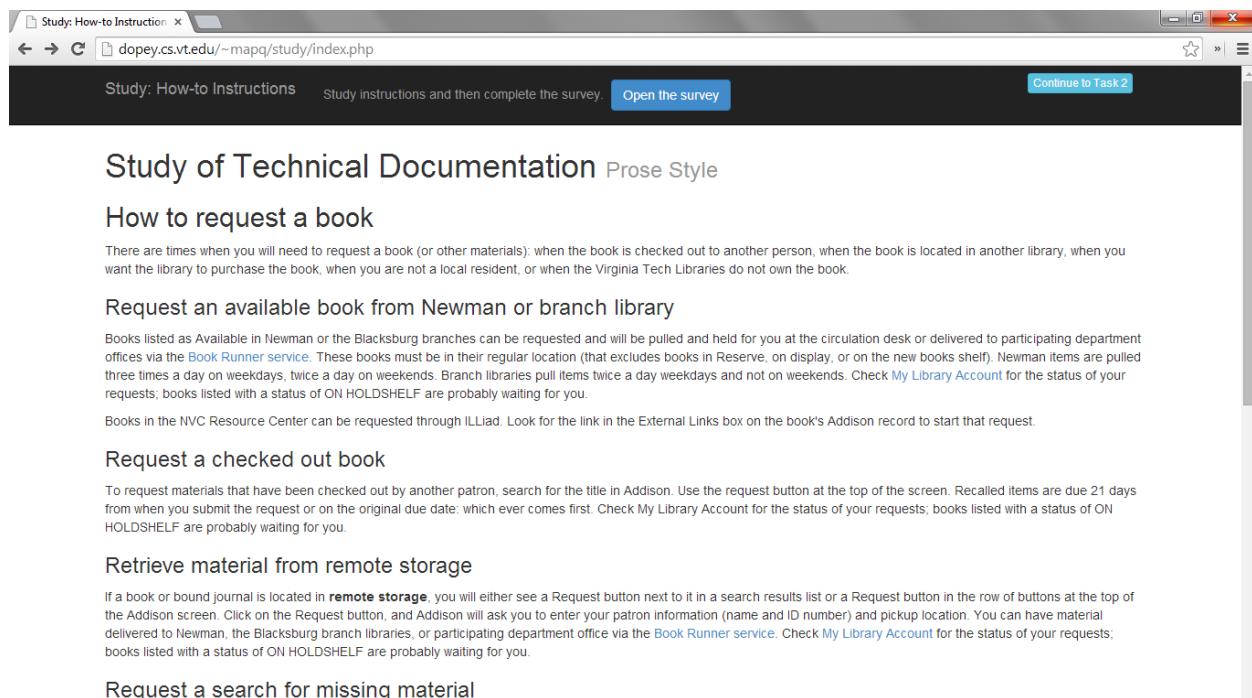 Study: How-to Instruction
dopey.cs.vt.edu/~mapq/study/index.php
Study: How-to Instructions Study instructions and then complete the survey. Open the survey Continue to Task 2
Study of Technical Documentation Prose Style
How to request a book
There are times when you will need to request a book (or other materials): when the book is checked out to another person, when the book is located in another library, when you
want the library to purchase the book, when you are not a local resident, or when the Virginia Tech Libraries do not own the book.
Request an available book from Newman or branch library
Books listed as Available in Newman or the Blacksburg branches can be requested and will be pulled and held for you at the circulation desk or delivered to participating department
offices via the Book Runner service. These books must be in their regular location (that excludes books in Reserve, on display, or on the new books shelf). Newman items are pulled
three times a day on weekdays, twice a day on weekends. Branch libraries pull items twice a day weekdays and not on weekends. Check My Library Account for the status of your
requests; books listed with a status of ON HOLDSHELF are probably waiting for you.
Books in the NVC Resource Center can be requested through ILLiad. Look for the link in the External Links box on the book's Addison record to start that request.
Request a checked out book
To request materials that have been checked out by another patron, search for the title in Addison. Use the request button at the top of the screen. Recalled items are due 21 days
from when you submit the request or on the original due date: which ever comes first. Check My Library Account for the status of your requests; books listed with a status of ON
HOLDSHELF are probably waiting for you.
Retrieve material from remote storage
If a book or bound journal is located in remote storage, you will either see a Request button next to it in a search results list or a Request button in the row of buttons at the top of
the Addison screen. Click on the Request button, and Addison will ask you to enter your patron information (name and ID number) and pickup location. You can have material
delivered to Newman, the Blacksburg branch libraries, or participating department office via the Book Runner service. Check My Library Account for the status of your requests;
books listed with a status of ON HOLDSHELF are probably waiting for you.
Request a search for missing material